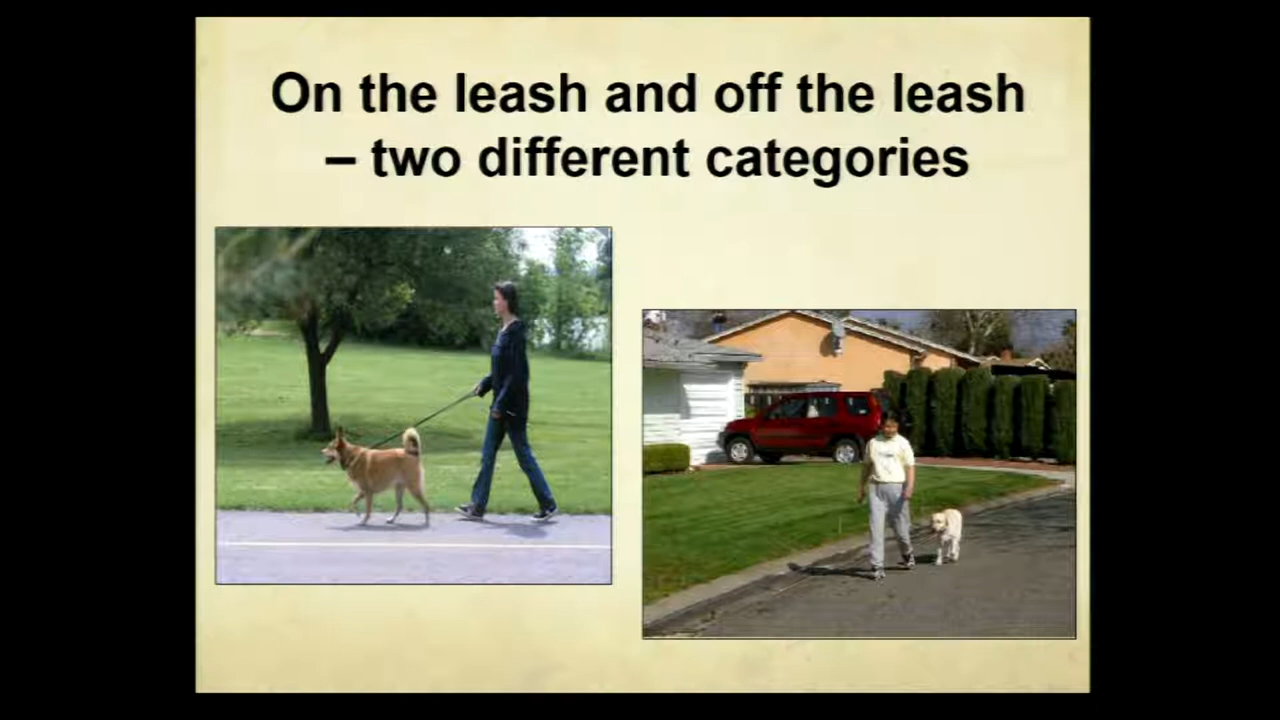 On the leash and off the leash
– two different categories